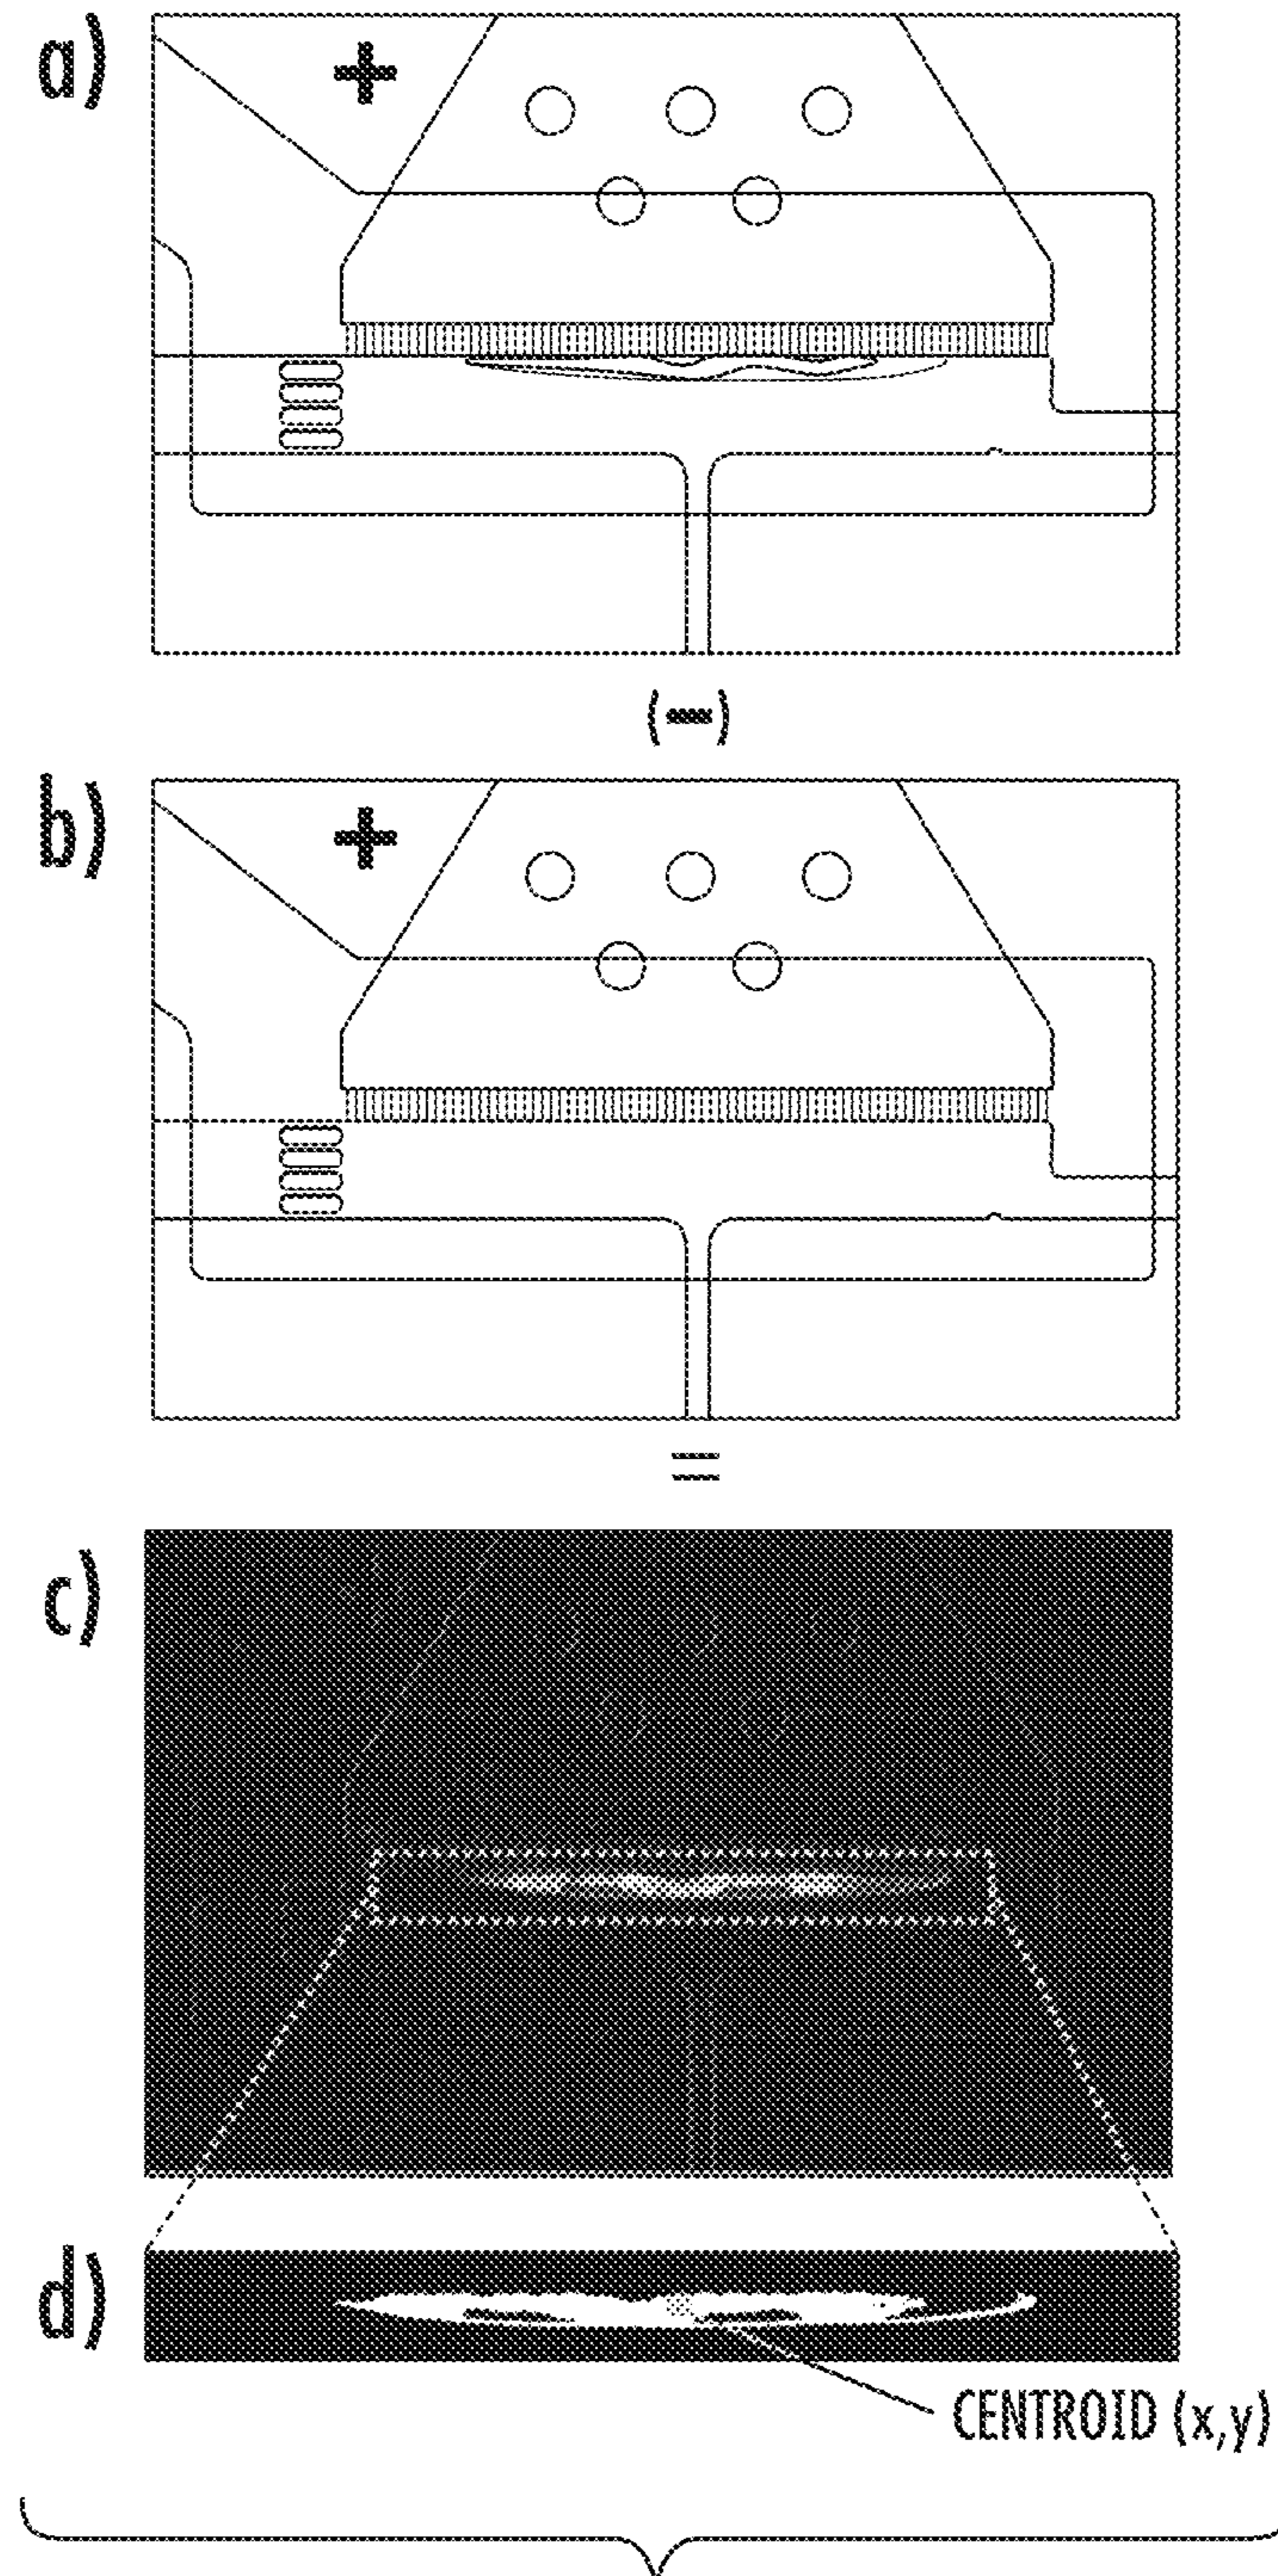 a)
+
(−)
b)
+
=
c)
d)
CENTROID (x,y)